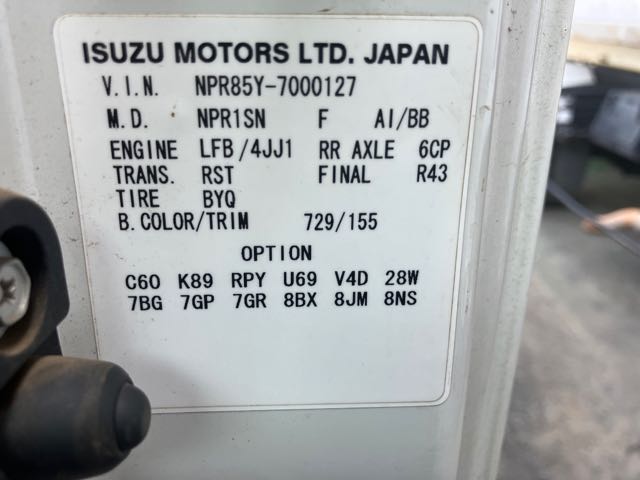 ISUZU MOTORS LTD. JAPAN
V.I.N. NPR85Y-7000127
M.D. NPR1SN F AI/BB
ENGINE LFB/4JJ1 RR AXLE 6CP
TRANS. RST FINAL R43
TIRE BYQ
B.COLOR/TRIM 729/155
OPTION
C60 K89 RPY U69 V4D 28W
7BG 7GP 7GR 8BX 8JM 8NS